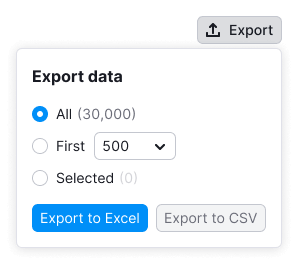 Export
Export data
All (30,000)
First 500
Selected (0)
Export to Excel Export to CSV